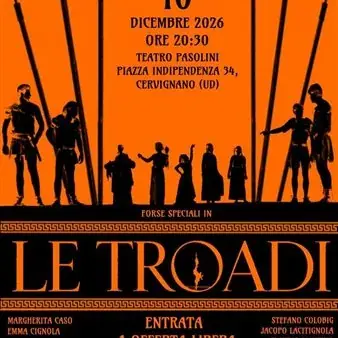 10
DICEMBRE 2026
ORE 20:30
TEATRO PASOLINI
PIAZZA INDIPENDENZA 34,
CERVIGNANO (UD)
FORSE SPECIALI IN
LE TROADI
MARGHERITA CASO
EMMA CIGNOLA
ENTRATA
A OFFERTA LIBERA
STEFANO COLOBIG
JACOPO LACITIGNOLA